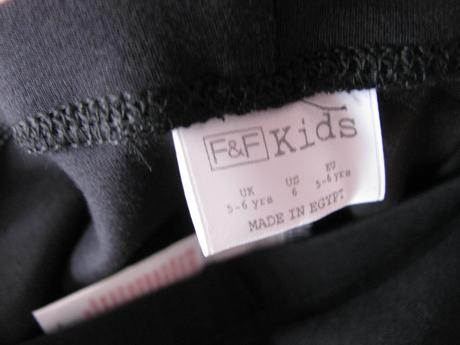 F&F Kids
UK US EU
5-6 YRS 6 5-6 YRS
MADE IN EGYPT